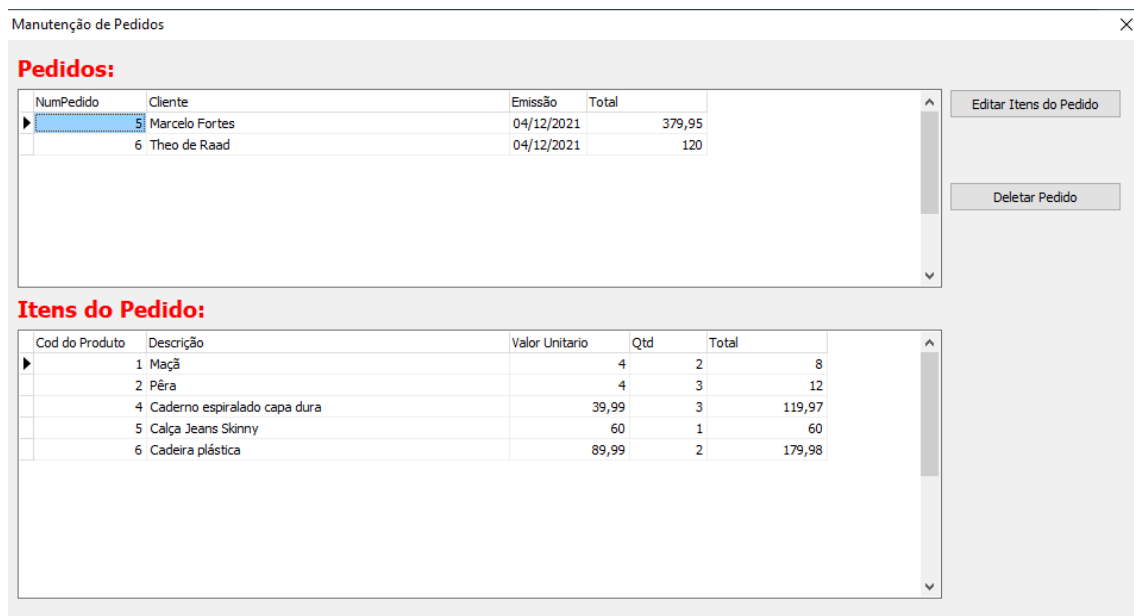 Manutenção de Pedidos
Pedidos:
NumPedido Cliente Emissão Total
5 Marcelo Fortes 04/12/2021 379,95
6 Theo de Raad 04/12/2021 120
Editar Itens do Pedido
Deletar Pedido
Itens do Pedido:
Cod do Produto Descrição Valor Unitario Qtd Total
1 Maçã 4 2 8
2 Pêra 4 3 12
4 Caderno espiralado capa dura 39,99 3 119,97
5 Calça Jeans Skinny 60 1 60
6 Cadeira plástica 89,99 2 179,98